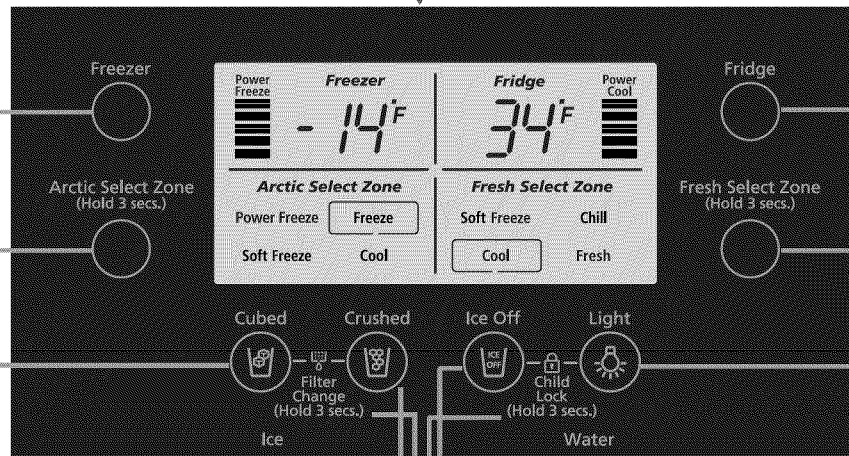 Freezer
Fridge
Power
Freeze
Freezer
-14°F
Fridge
34°F
Power
Cool
Arctic Select Zone
(Hold 3 secs.)
Arctic Select Zone
Power Freeze Freeze
Soft Freeze Cool
Fresh Select Zone
Soft Freeze Chill
Cool Fresh
Fresh Select Zone
(Hold 3 secs.)
Cubed
Crushed
Ice Off
Light
ICE
OFF
Filter
Change
(Hold 3 secs.)
Child
Lock
(Hold 3 secs.)
Ice
Water